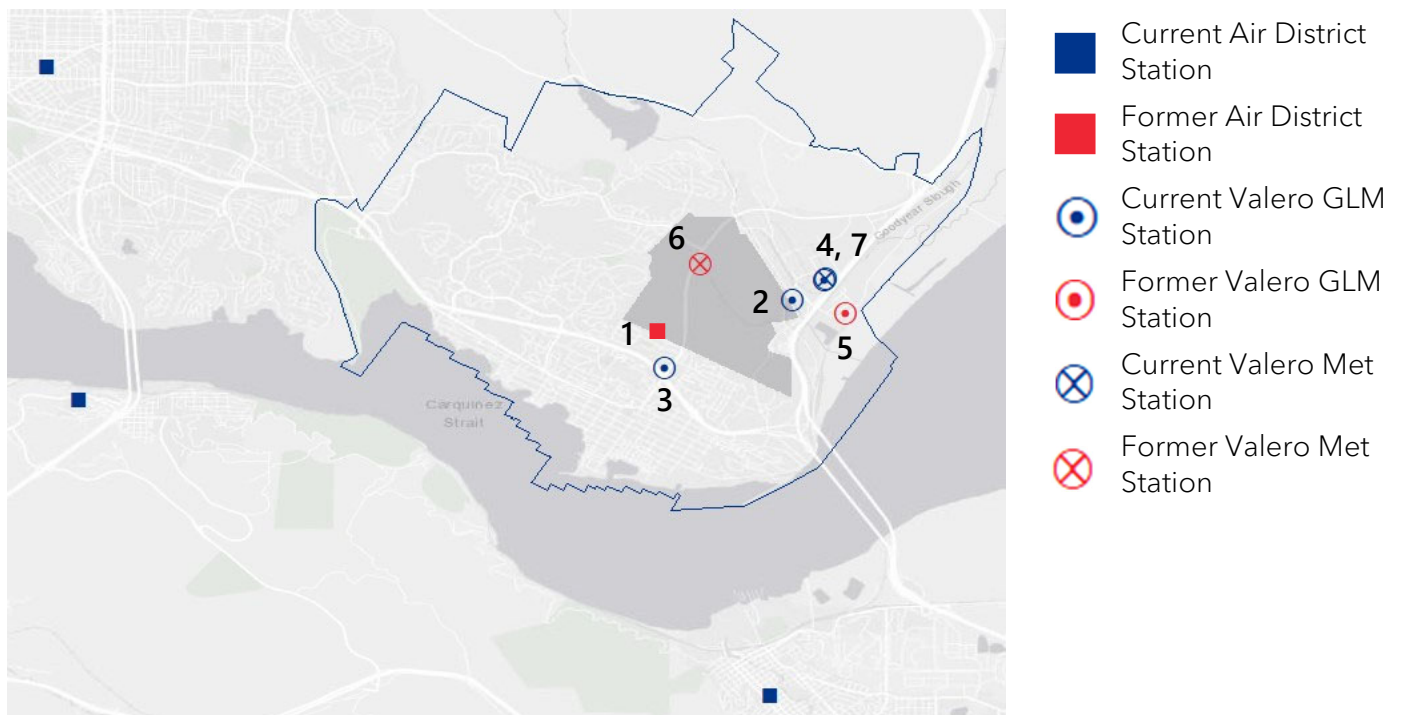 Current Air District
Station
Former Air District
Station
Current Valero GLM
Station
Former Valero GLM
Station
Current Valero Met
Station
Former Valero Met
Station
Goodyear Slough
6
4, 7
2
1
5
3
Carquinez
Strait